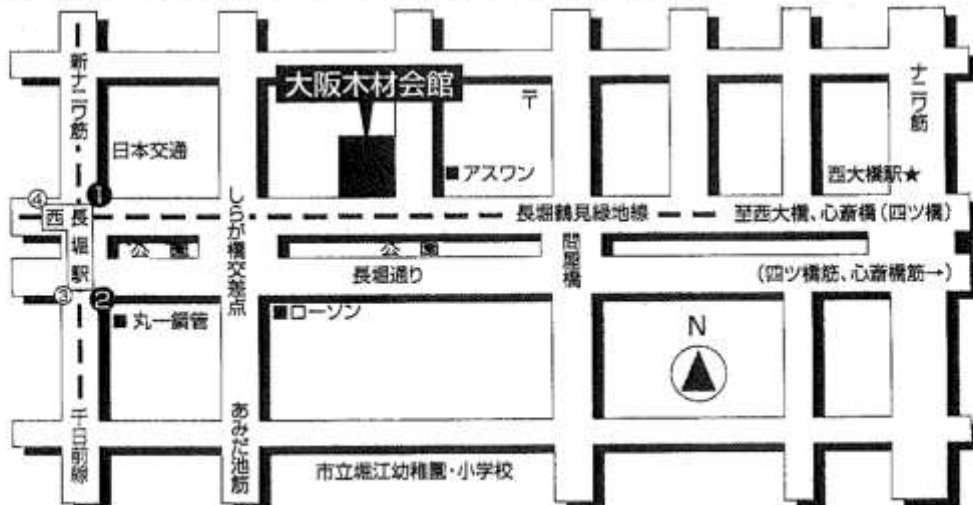 新ナニワ筋
大阪木材会館
〒
ナニワ筋
日本交通
■アスワン
西大橋駅★
④
❶
西長堀駅
しらが橋交差点
長堀鶴見緑地線
至西大橋、心斎橋(四ツ橋)
公園
公園
問屋橋
長堀通り
(四ツ橋筋、心斎橋筋→)
③
❷
■丸一鋼管
■ローソン
N
千日前線
あみだ池筋
市立堀江幼稚園・小学校